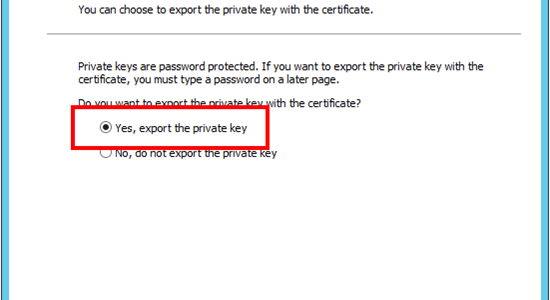 You can choose to export the private key with the certificate.
Private keys are password protected. If you want to export the private key with the
certificate, you must type a password on a later page.
Do you want to export the private key with the certificate?
Yes, export the private key
No, do not export the private key